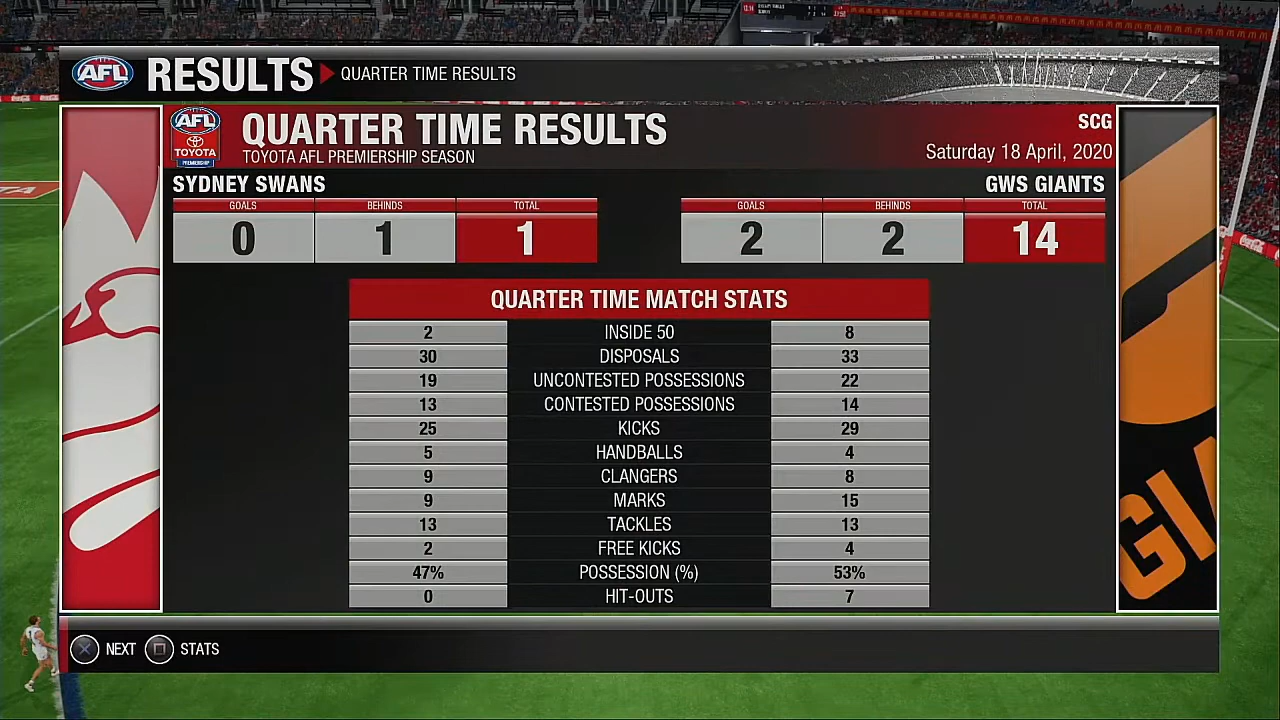 AFL RESULTS QUARTER TIME RESULTS
AFL
TOYOTA
PREMIERSHIP
QUARTER TIME RESULTS
TOYOTA AFL PREMIERSHIP SEASON
SCG
Saturday 18 April, 2020
SYDNEY SWANS
GWS GIANTS
GOALS BEHINDS TOTAL
GOALS BEHINDS TOTAL
0 1 1
2 2 14
QUARTER TIME MATCH STATS
2 INSIDE 50 8
30 DISPOSALS 33
19 UNCONTESTED POSSESSIONS 22
13 CONTESTED POSSESSIONS 14
25 KICKS 29
5 HANDBALLS 4
9 CLANGERS 8
9 MARKS 15
13 TACKLES 13
2 FREE KICKS 4
47% POSSESSION (%) 53%
0 HIT-OUTS 7
GIA
Coca-Cola
NEXT STATS